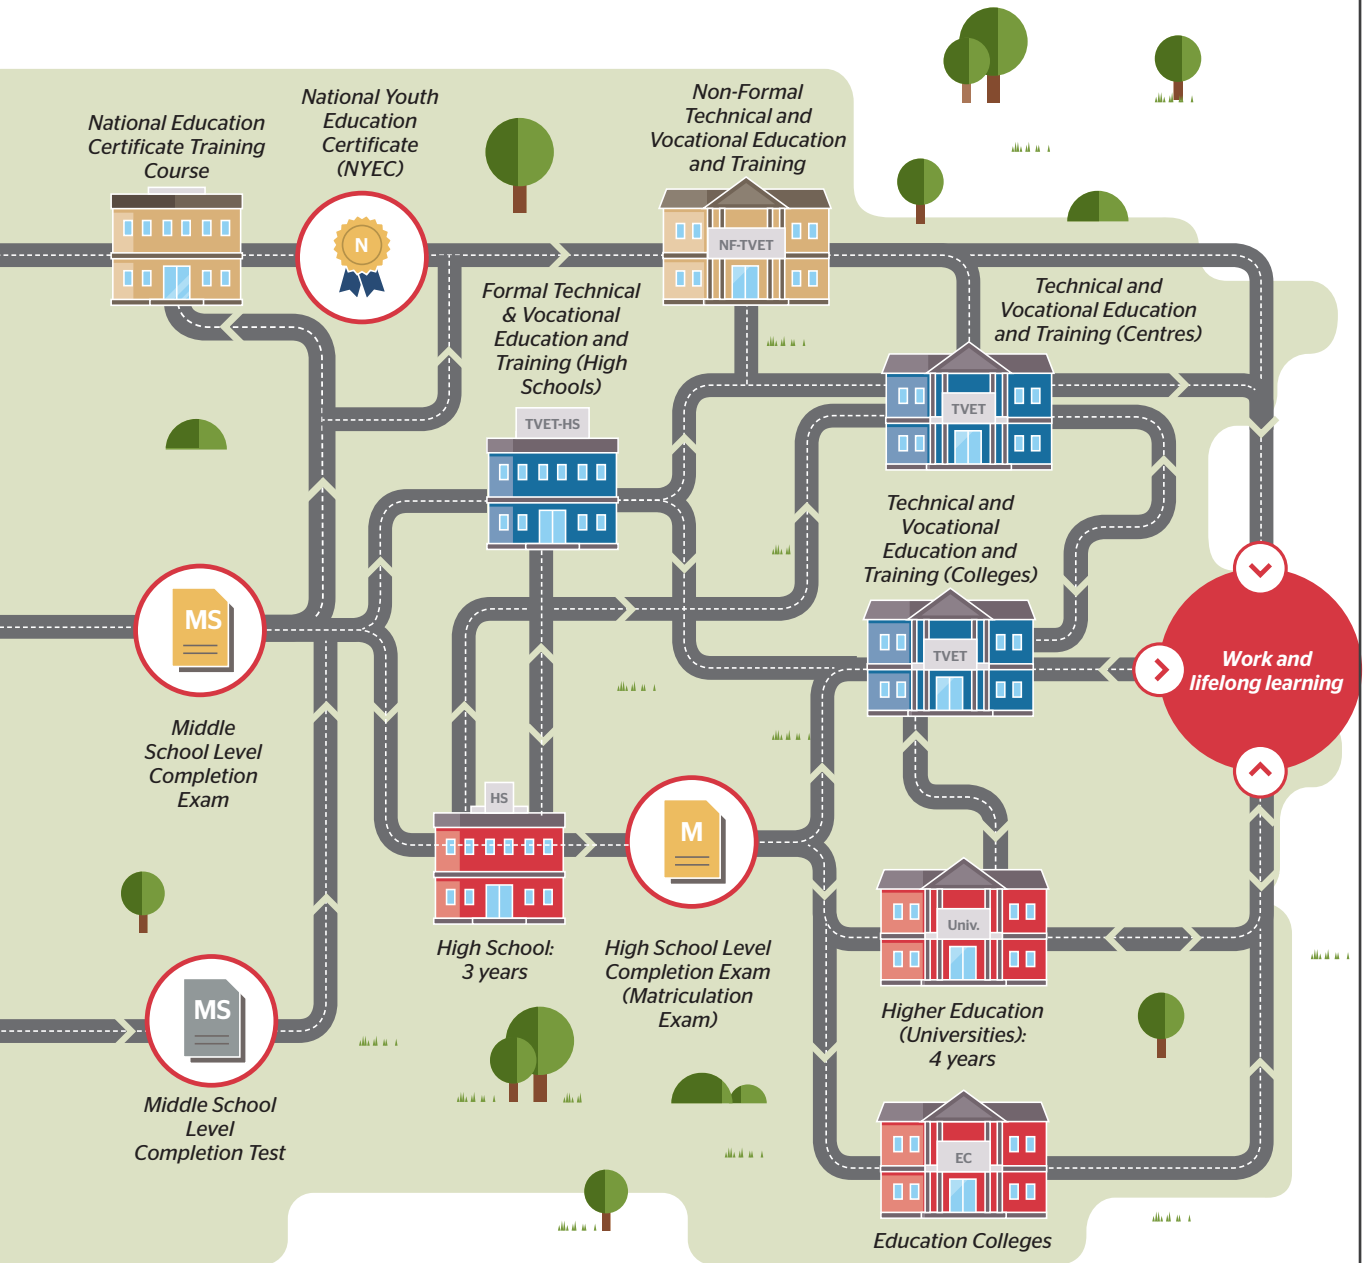 National Education
Certificate Training
Course
National Youth
Education
Certificate
(NYEC)
N
Non-Formal
Technical and
Vocational Education
and Training
NF-TVET
Formal Technical
& Vocational
Education and
Training (High
Schools)
TVET-HS
Technical and
Vocational Education
and Training (Centres)
TVET
Technical and
Vocational
Education and
Training (Colleges)
TVET
Work and
lifelong learning
MS
Middle
School Level
Completion
Exam
HS
High School:
3 years
M
High School Level
Completion Exam
(Matriculation
Exam)
Univ.
Higher Education
(Universities):
4 years
MS
Middle School
Level
Completion Test
EC
Education Colleges